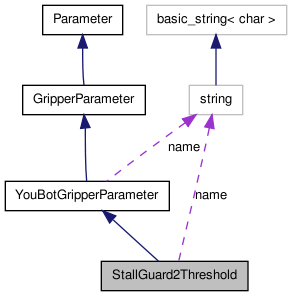 Parameter
basic_string< char >
GripperParameter
string
name
YouBotGripperParameter
name
StallGuard2Threshold